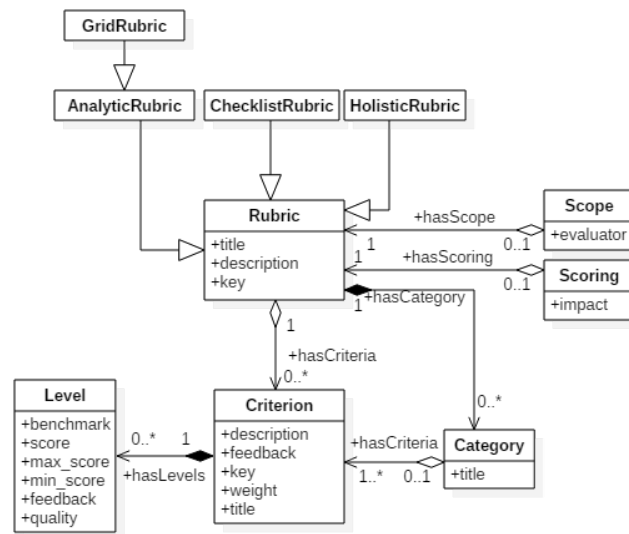 GridRubric
AnalyticRubric
ChecklistRubric
HolisticRubric
Rubric
+title
+description
+key
+hasScope
1
0..1
Scope
+evaluator
+hasScoring
1
0..1
Scoring
+impact
+hasCategory
1
0..*
1
+hasCriteria
0..*
Level
+benchmark
+score
+max_score
+min_score
+feedback
+quality
0..*
1
+hasLevels
Criterion
+description
+feedback
+key
+weight
+title
+hasCriteria
1..*
0..1
Category
+title